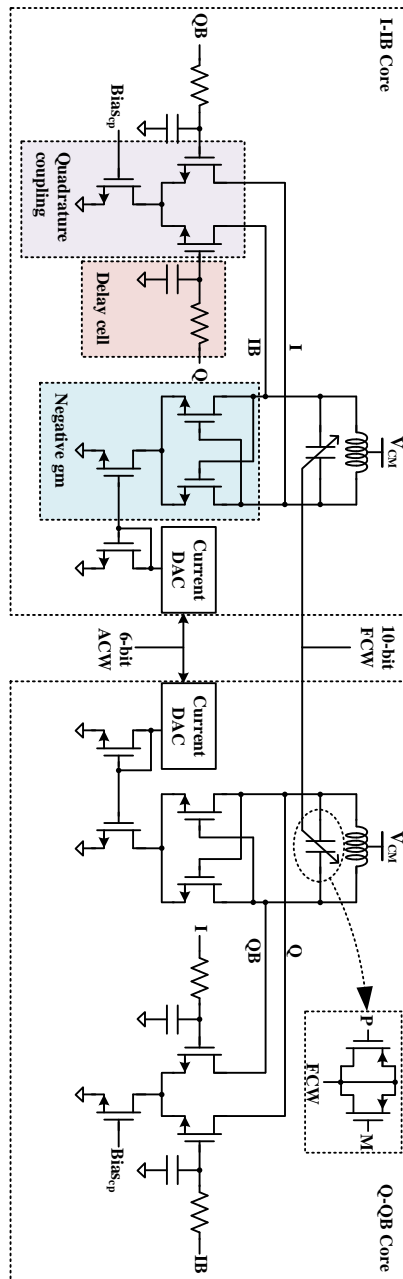 I-IB Core
QB
Bias_cp
Quadrature
coupling
Delay cell
Q
IB
I
V_CM
Negative gm
Current
DAC
10-bit
FCW
6-bit
ACW
Current
DAC
V_CM
Q
QB
I
Bias_cp
IB
P
FCW
M
Q-QB Core